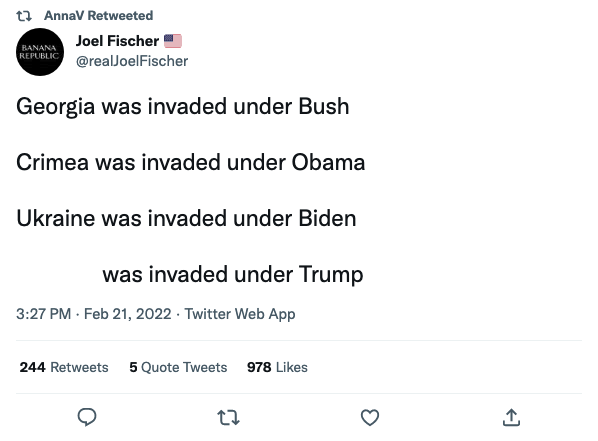 AnnaV Retweeted
BANANA
REPUBLIC
Joel Fischer 🇺🇸
@realJoelFischer
Georgia was invaded under Bush
Crimea was invaded under Obama
Ukraine was invaded under Biden
was invaded under Trump
3:27 PM · Feb 21, 2022 · Twitter Web App
244 Retweets 5 Quote Tweets 978 Likes